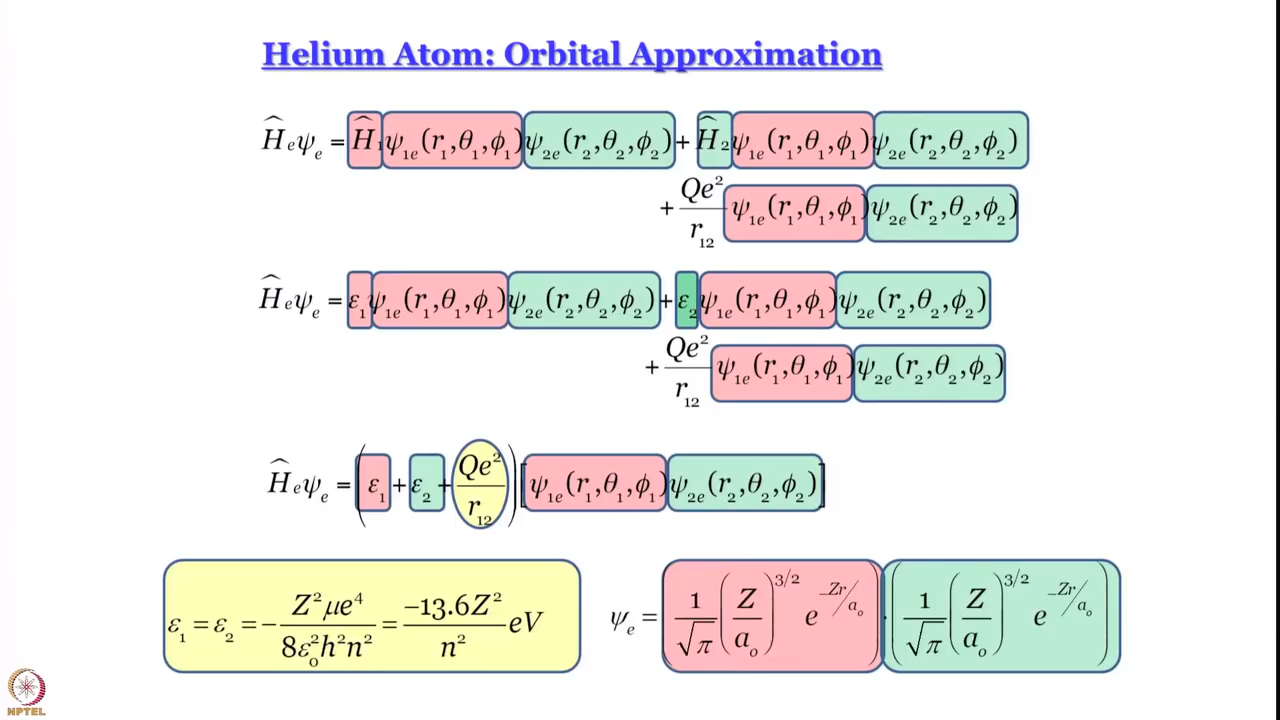 Helium Atom: Orbital Approximation
Ĥₑψₑ = Ĥ₁ψ₁ₑ(r₁,θ₁,ϕ₁)ψ₂ₑ(r₂,θ₂,ϕ₂) + Ĥ₂ψ₁ₑ(r₁,θ₁,ϕ₁)ψ₂ₑ(r₂,θ₂,ϕ₂)
+ Qe²/r₁₂ ψ₁ₑ(r₁,θ₁,ϕ₁)ψ₂ₑ(r₂,θ₂,ϕ₂)
Ĥₑψₑ = ε₁ψ₁ₑ(r₁,θ₁,ϕ₁)ψ₂ₑ(r₂,θ₂,ϕ₂) + ε₂ψ₁ₑ(r₁,θ₁,ϕ₁)ψ₂ₑ(r₂,θ₂,ϕ₂)
+ Qe²/r₁₂ ψ₁ₑ(r₁,θ₁,ϕ₁)ψ₂ₑ(r₂,θ₂,ϕ₂)
Ĥₑψₑ = (ε₁ + ε₂ + Qe²/r₁₂)[ψ₁ₑ(r₁,θ₁,ϕ₁)ψ₂ₑ(r₂,θ₂,ϕ₂)]
ε₁ = ε₂ = −Z²μe⁴/8ε₀²h²n² = −13.6Z²/n² eV
ψₑ = (1/√π (Z/aₒ)^3/2 e^−Zr/aₒ)·(1/√π (Z/aₒ)^3/2 e^−Zr/aₒ)
NPTEL